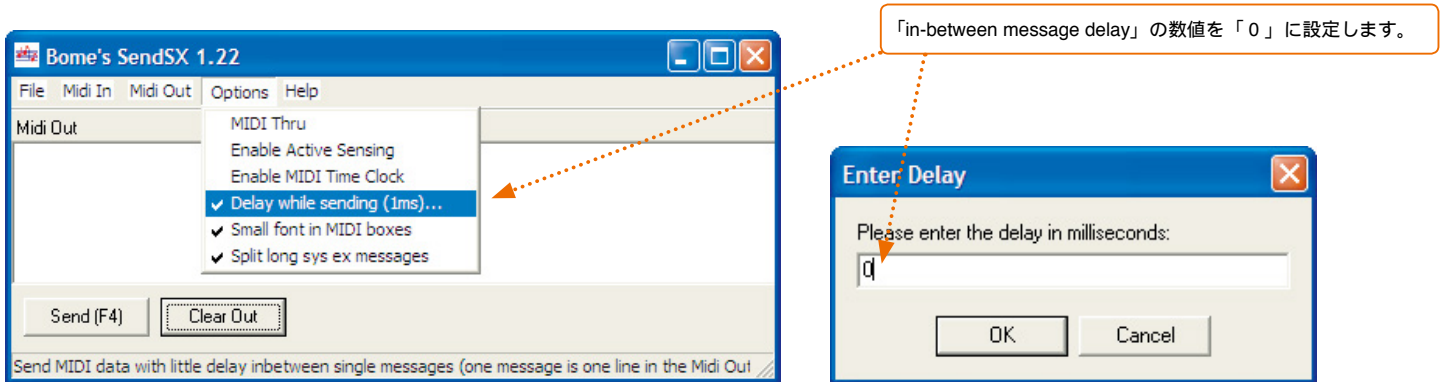 「in-between message delay」の数値を「 0 」に設定します。
Bome's SendSX 1.22
File Midi In Midi Out Options Help
Midi Out
MIDI Thru
Enable Active Sensing
Enable MIDI Time Clock
Delay while sending (1ms)...
Small font in MIDI boxes
Split long sys ex messages
Send (F4) Clear Out
Send MIDI data with little delay inbetween single messages (one message is one line in the Midi Out
Enter Delay
Please enter the delay in milliseconds:
0
OK Cancel